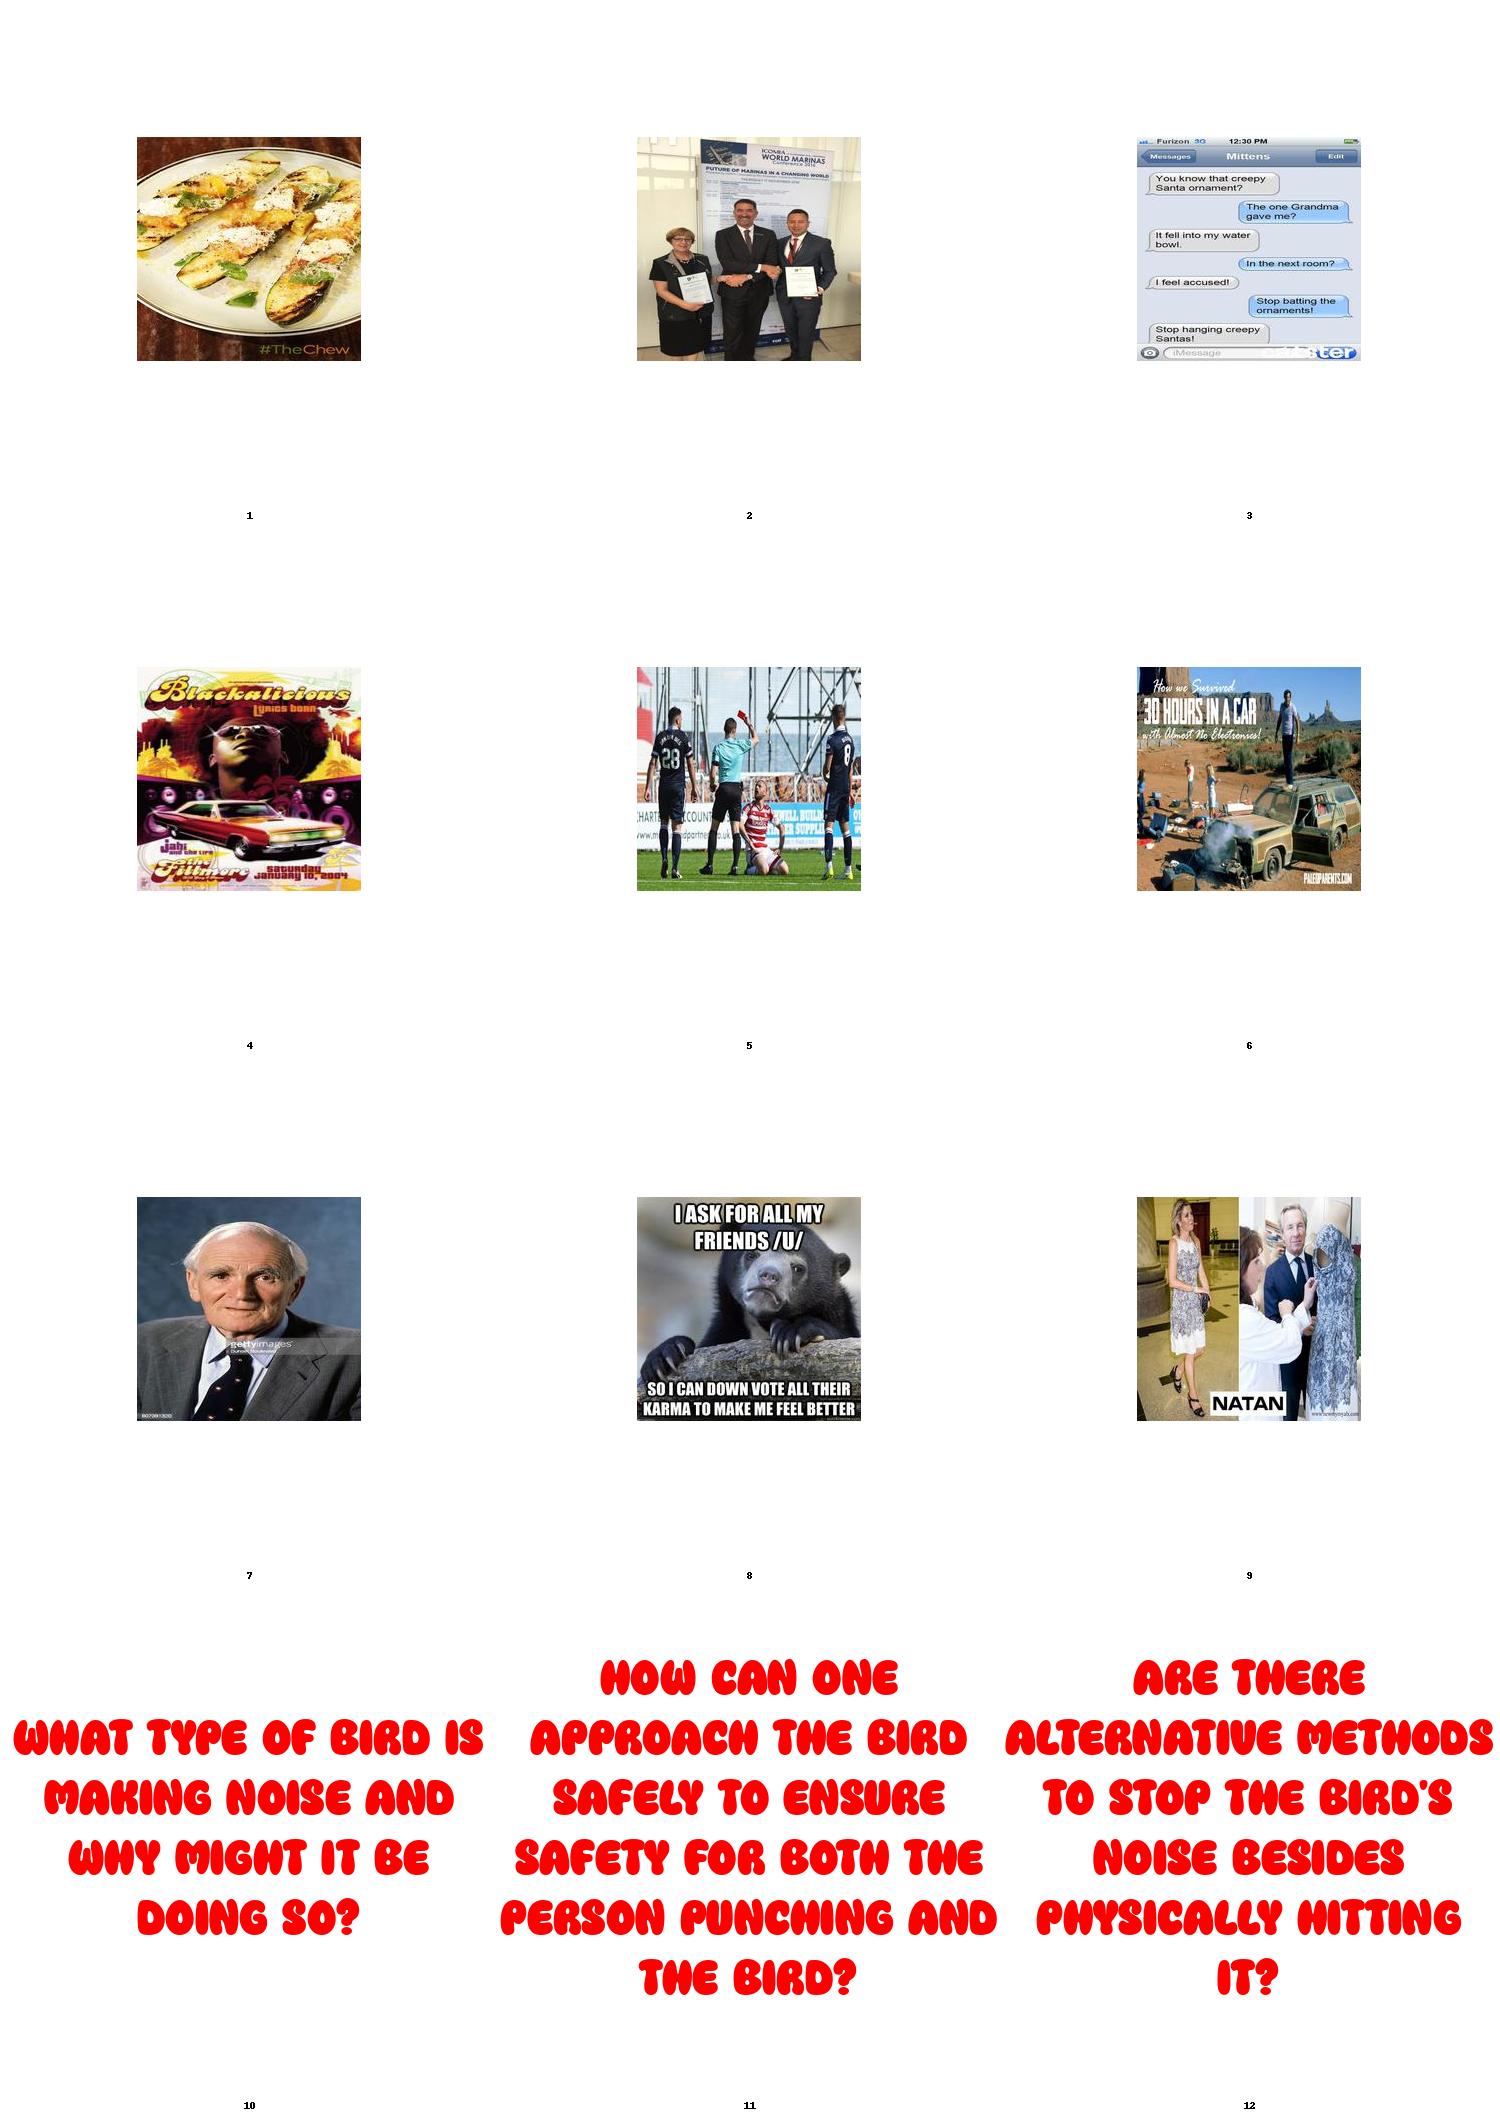 #TheChew
ICOMIA
WORLD MARINAS
Conference 2016
FUTURE OF MARINAS IN A CHANGING WORLD
Furizon 3G 12:30 PM
Messages Mittens Edit
You know that creepy
Santa ornament?
The one Grandma
gave me?
It fell into my water
bowl.
In the next room?
I feel accused!
Stop batting the
ornaments!
Stop hanging creepy
Santas!
iMessage
1
2
3
Blackalicious
Lyrics born
Jahi
and the life
the
Fillmore
saturday
january 10, 2004
28
8
How we Survived
30 HOURS IN A CAR
with Almost No Electronics!
PALEOPARENTS.COM
4
5
6
gettyimages
I ASK FOR ALL MY
FRIENDS /U/
SO I CAN DOWN VOTE ALL THEIR
KARMA TO MAKE ME FEEL BETTER
NATAN
7
8
9
WHAT TYPE OF BIRD IS
MAKING NOISE AND
WHY MIGHT IT BE
DOING SO?
HOW CAN ONE
APPROACH THE BIRD
SAFELY TO ENSURE
SAFETY FOR BOTH THE
PERSON PUNCHING AND
THE BIRD?
ARE THERE
ALTERNATIVE METHODS
TO STOP THE BIRD'S
NOISE BESIDES
PHYSICALLY HITTING
IT?
10
11
12